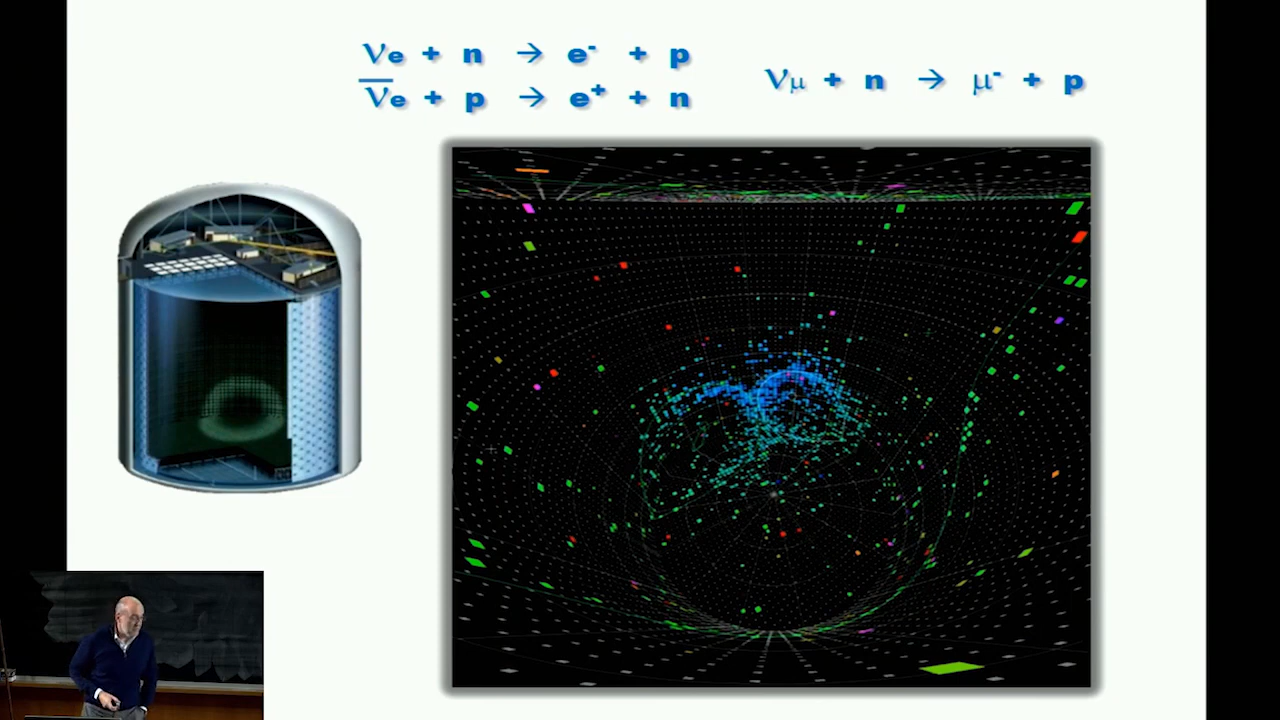 νe + n → e⁻ + p
ν̅e + p → e⁺ + n
νμ + n → μ⁻ + p